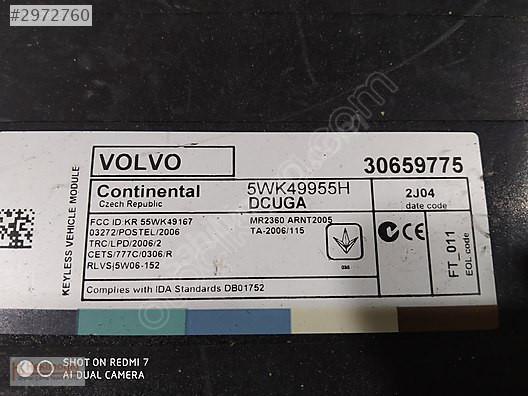 #2972760
KEYLESS VEHICLE MODULE
VOLVO
30659775
Continental
Czech Republic
5WK49955H
DCUGA
2J04
date code
FCC ID:KR 55WK49167
03272/POSTEL/2006
TRC/LPD/2006/2
CETS/777C/0306/R
RLVS|5W06-152
MR2360 ARNT2005
TA-2006/115
FT_011
EOL code
Complies with IDA Standards DB01752
SHOT ON REDMI 7
AI DUAL CAMERA